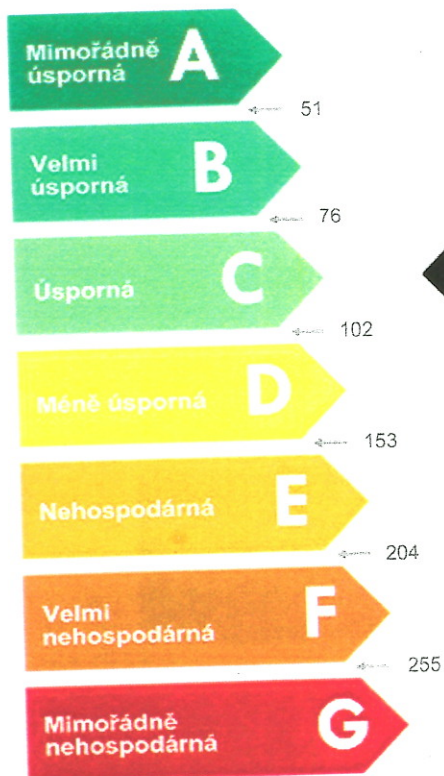 Mimořádně
úsporná
A
51
Velmi
úsporná
B
76
Úsporná
C
102
Méně úsporná
D
153
Nehospodárná
E
204
Velmi
nehospodárná
F
255
Mimořádně
nehospodárná
G